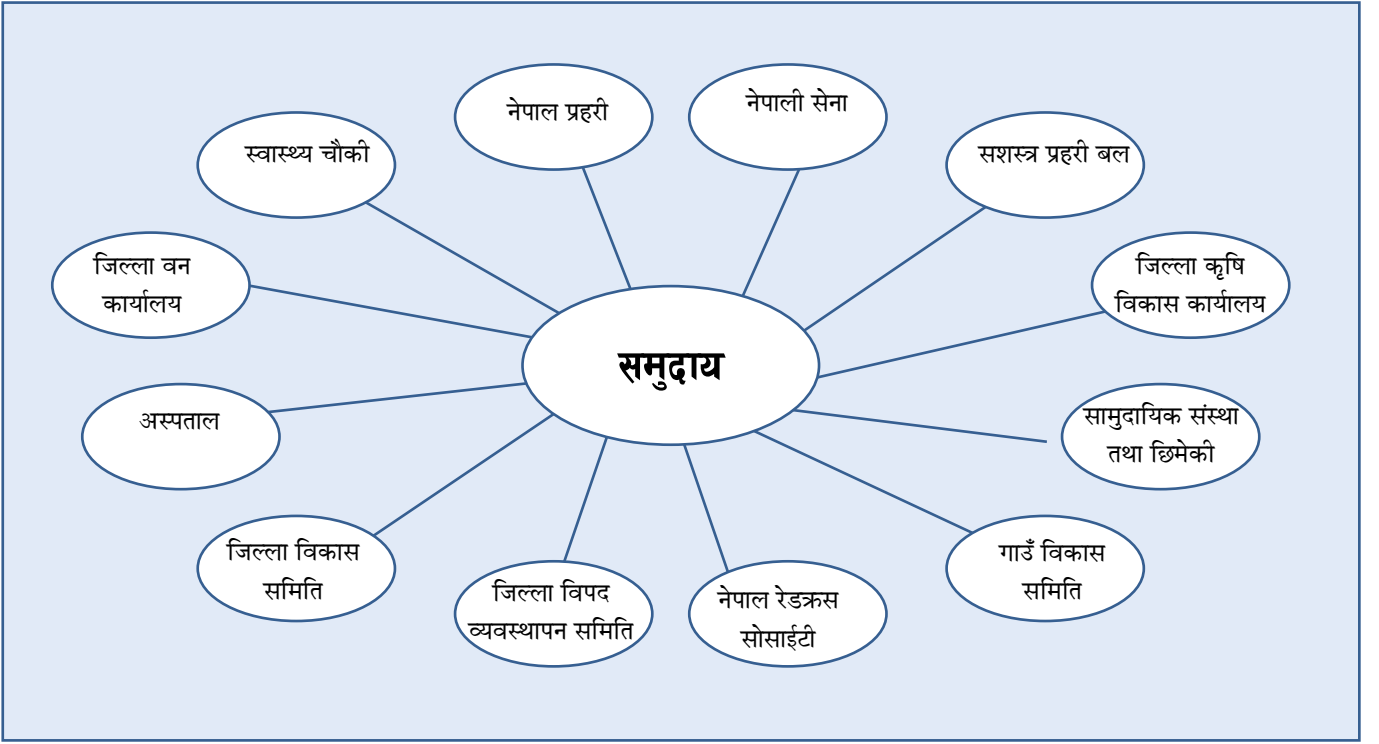 नेपाल प्रहरी
नेपाली सेना
स्वास्थ्य चौकी
सशस्त्र प्रहरी बल
जिल्ला वन
कार्यालय
जिल्ला कृषि
विकास कार्यालय
समुदाय
अस्पताल
सामुदायिक संस्था
तथा छिमेकी
जिल्ला विकास
समिति
गाउँ विकास
समिति
जिल्ला विपद
व्यवस्थापन समिति
नेपाल रेडक्रस
सोसाईटी